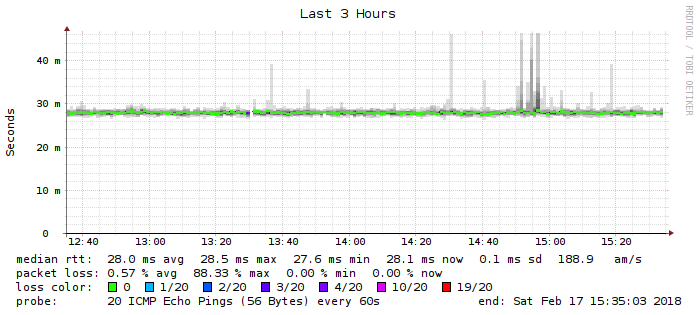 Last 3 Hours
RRDTOOL / TOBI OETIKER
Seconds
40 m
30 m
20 m
10 m
0
12:40 13:00 13:20 13:40 14:00 14:20 14:40 15:00 15:20
median rtt: 28.0 ms avg 28.5 ms max 27.6 ms min 28.1 ms now 0.1 ms sd 188.9 am/s
packet loss: 0.57 % avg 88.33 % max 0.00 % min 0.00 % now
loss color: 0 1/20 2/20 3/20 4/20 10/20 19/20
probe: 20 ICMP Echo Pings (56 Bytes) every 60s end: Sat Feb 17 15:35:03 2018